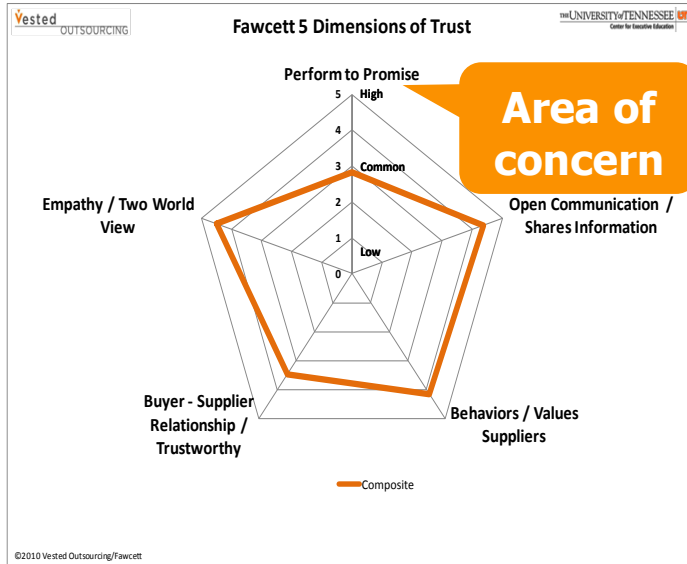 Vested
OUTSOURCING
Fawcett 5 Dimensions of Trust
THE UNIVERSITY of TENNESSEE UT
Center for Executive Education
Perform to Promise
5
High
Area of
concern
4
3
Common
2
1
Low
0
Empathy / Two World
View
Open Communication /
Shares Information
Buyer - Supplier
Relationship /
Trustworthy
Behaviors / Values
Suppliers
Composite
©2010 Vested Outsourcing/Fawcett